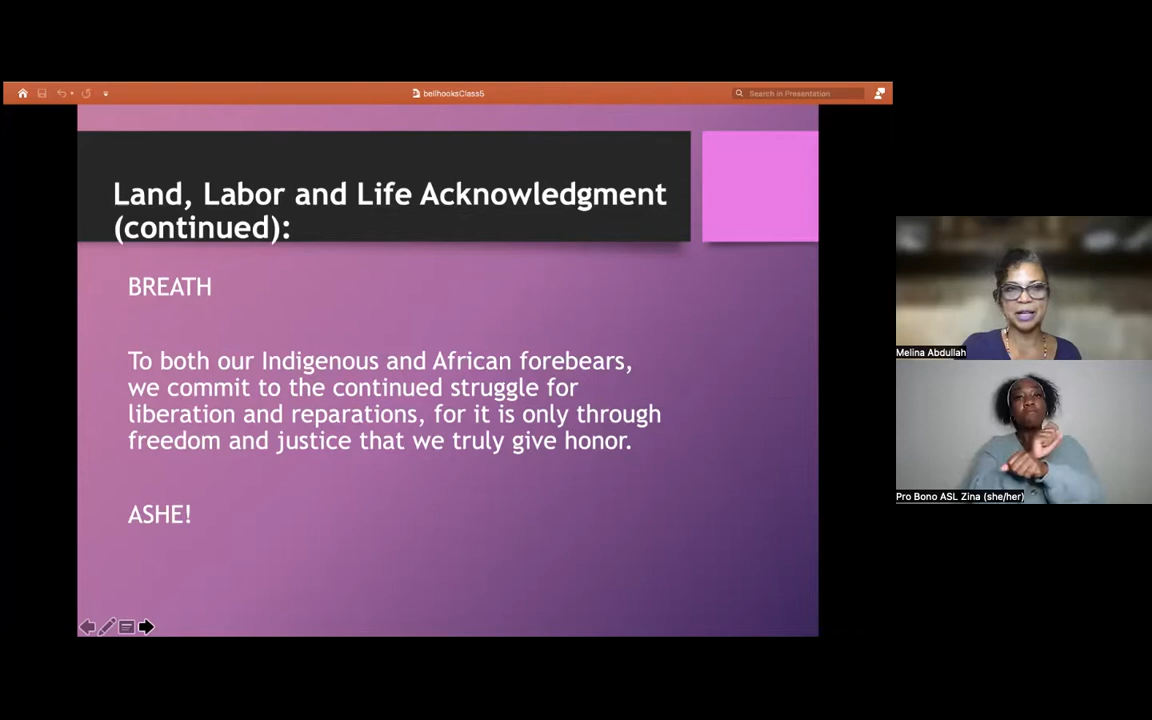 bellhooksClass5
Search in Presentation
Land, Labor and Life Acknowledgment
(continued):
BREATH
To both our Indigenous and African forebears,
we commit to the continued struggle for
liberation and reparations, for it is only through
freedom and justice that we truly give honor.
ASHE!
Melina Abdullah
Pro Bono ASL Zina (she/her)